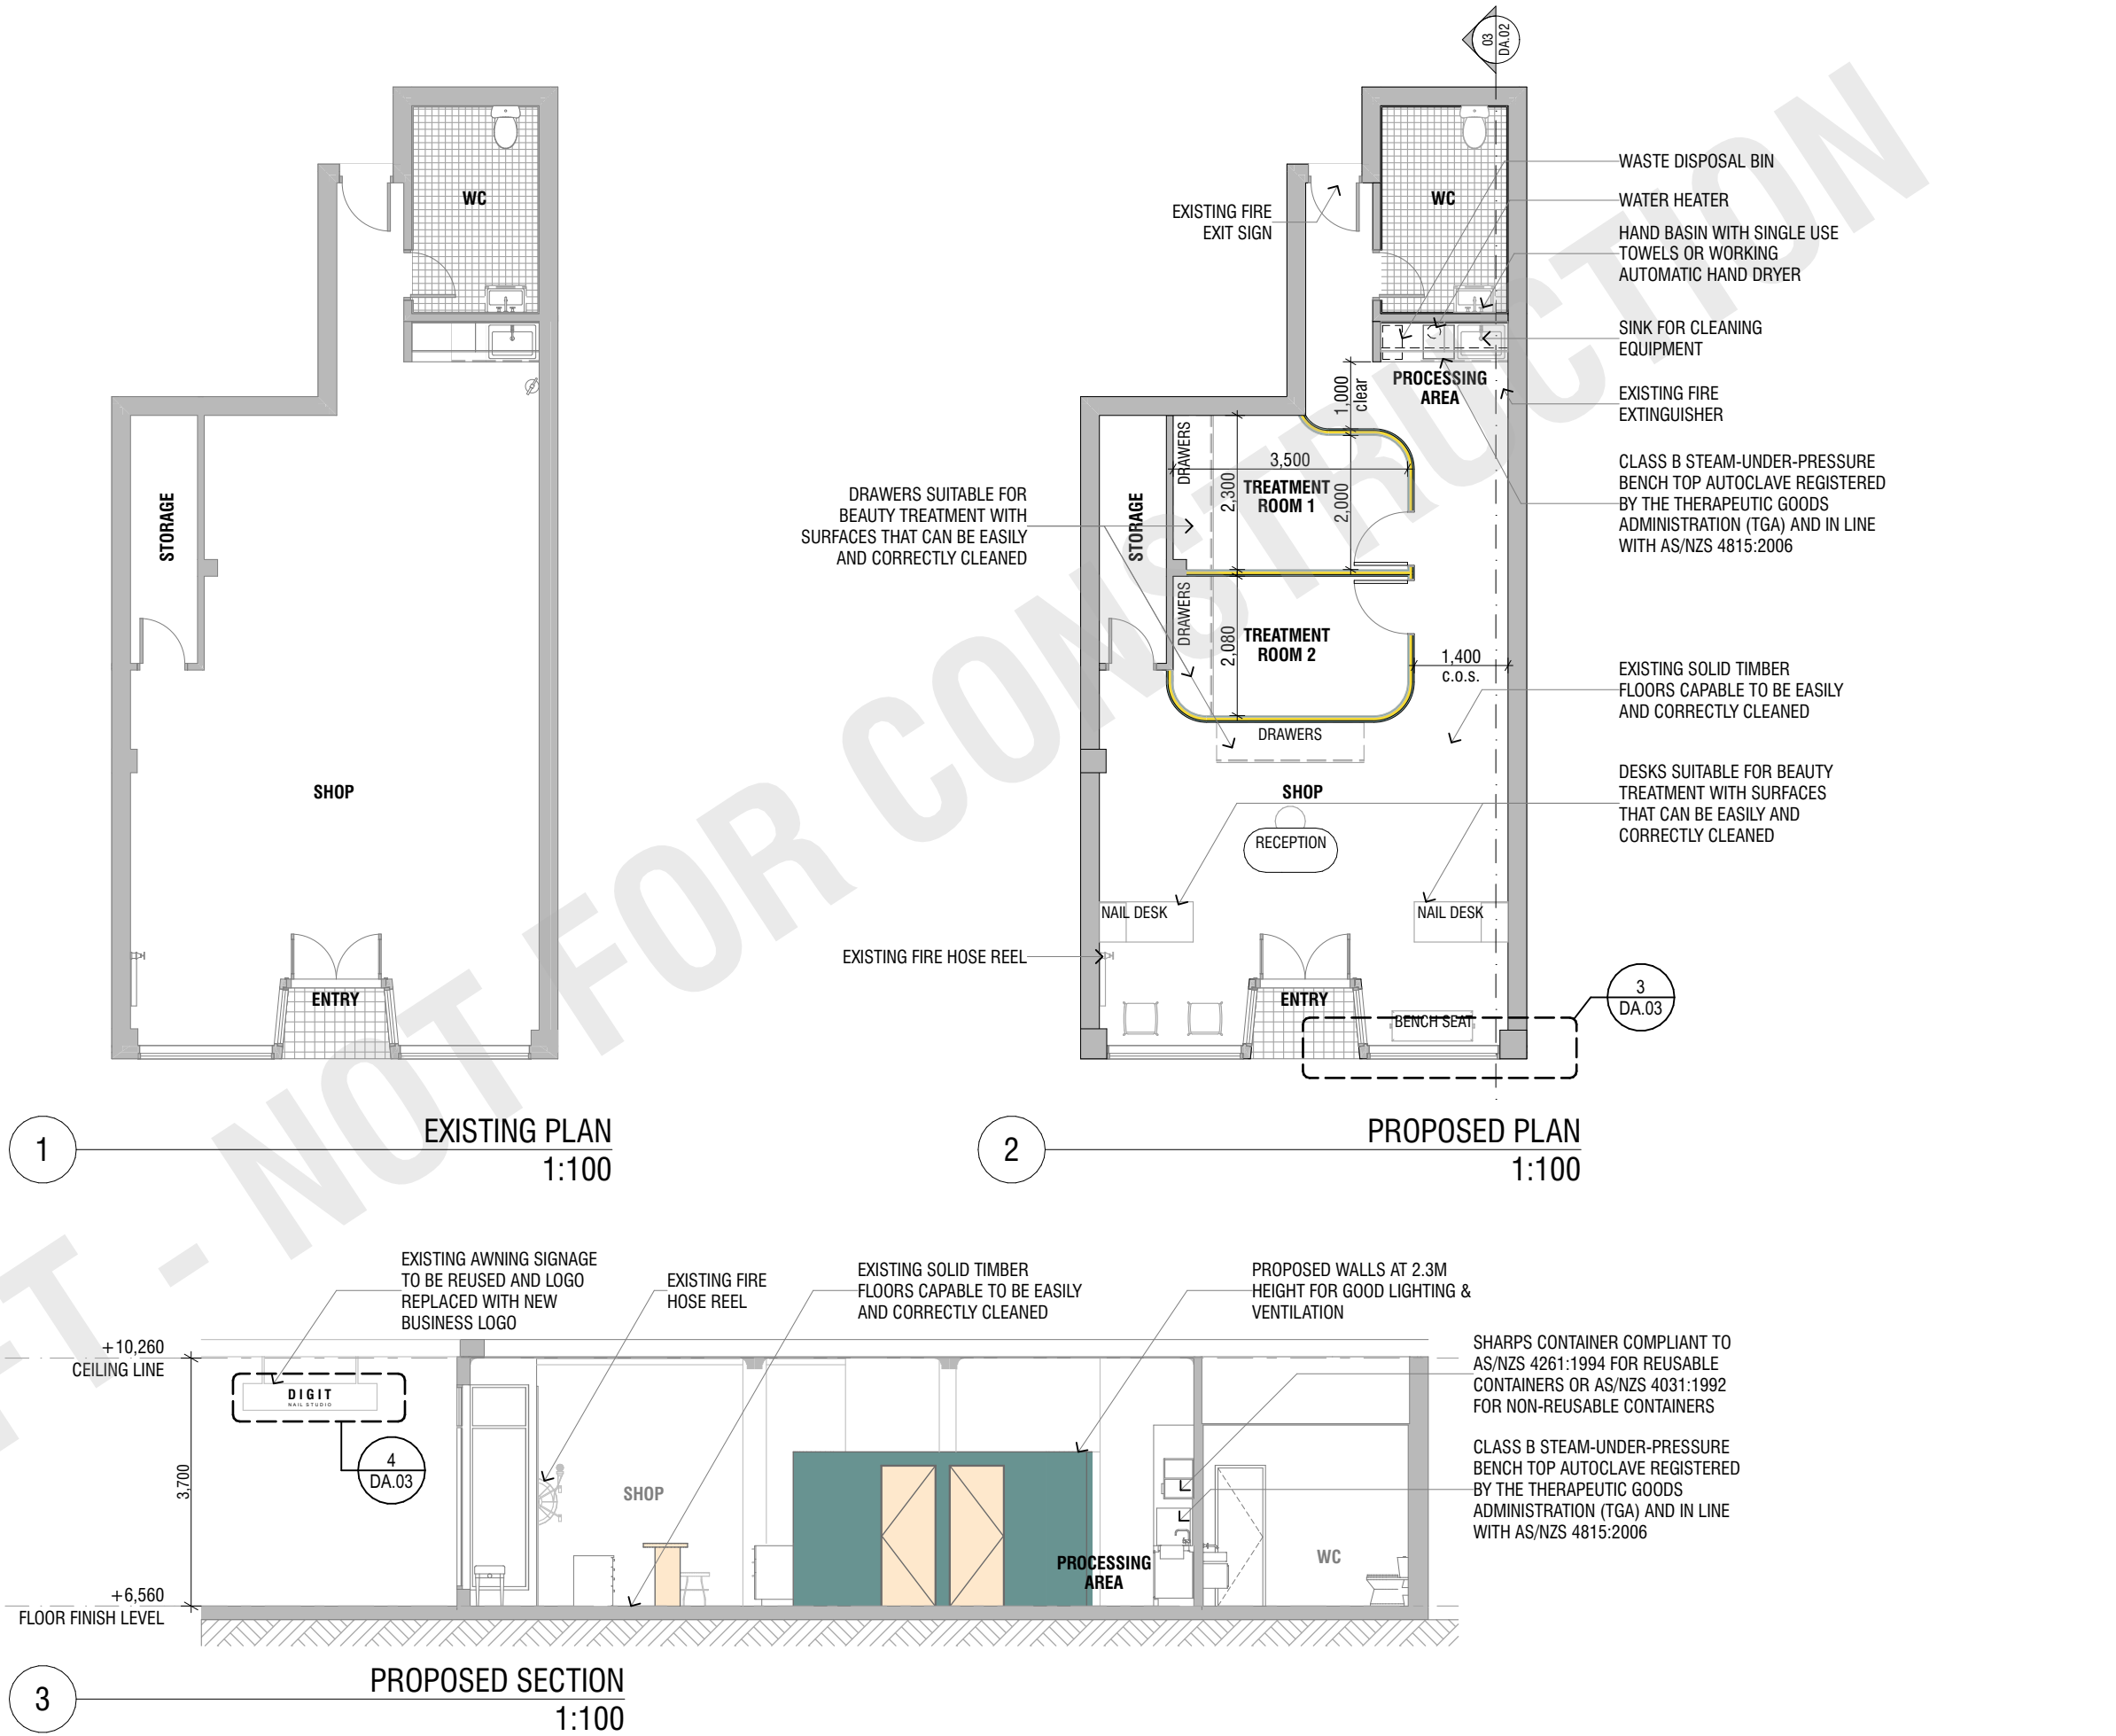 WC
STORAGE
SHOP
ENTRY
1
EXISTING PLAN
1:100
03
DA.02
WC
EXISTING FIRE
EXIT SIGN
WASTE DISPOSAL BIN
WATER HEATER
HAND BASIN WITH SINGLE USE
TOWELS OR WORKING
AUTOMATIC HAND DRYER
SINK FOR CLEANING
EQUIPMENT
EXISTING FIRE
EXTINGUISHER
CLASS B STEAM-UNDER-PRESSURE
BENCH TOP AUTOCLAVE REGISTERED
BY THE THERAPEUTIC GOODS
ADMINISTRATION (TGA) AND IN LINE
WITH AS/NZS 4815:2006
PROCESSING
AREA
1,000
clear
DRAWERS
3,500
2,300
TREATMENT
ROOM 1
2,000
DRAWERS SUITABLE FOR
BEAUTY TREATMENT WITH
SURFACES THAT CAN BE EASILY
AND CORRECTLY CLEANED
STORAGE
DRAWERS
2,080
TREATMENT
ROOM 2
1,400
c.o.s.
EXISTING SOLID TIMBER
FLOORS CAPABLE TO BE EASILY
AND CORRECTLY CLEANED
DRAWERS
SHOP
RECEPTION
DESKS SUITABLE FOR BEAUTY
TREATMENT WITH SURFACES
THAT CAN BE EASILY AND
CORRECTLY CLEANED
NAIL DESK
NAIL DESK
EXISTING FIRE HOSE REEL
ENTRY
BENCH SEAT
3
DA.03
2
PROPOSED PLAN
1:100
FT - NOT FOR CONSTRUCTION
EXISTING AWNING SIGNAGE
TO BE REUSED AND LOGO
REPLACED WITH NEW
BUSINESS LOGO
EXISTING FIRE
HOSE REEL
EXISTING SOLID TIMBER
FLOORS CAPABLE TO BE EASILY
AND CORRECTLY CLEANED
PROPOSED WALLS AT 2.3M
HEIGHT FOR GOOD LIGHTING &
VENTILATION
SHARPS CONTAINER COMPLIANT TO
AS/NZS 4261:1994 FOR REUSABLE
CONTAINERS OR AS/NZS 4031:1992
FOR NON-REUSABLE CONTAINERS
CLASS B STEAM-UNDER-PRESSURE
BENCH TOP AUTOCLAVE REGISTERED
BY THE THERAPEUTIC GOODS
ADMINISTRATION (TGA) AND IN LINE
WITH AS/NZS 4815:2006
+10,260
CEILING LINE
DIGIT
NAIL STUDIO
4
DA.03
3,700
SHOP
PROCESSING
AREA
WC
+6,560
FLOOR FINISH LEVEL
3
PROPOSED SECTION
1:100